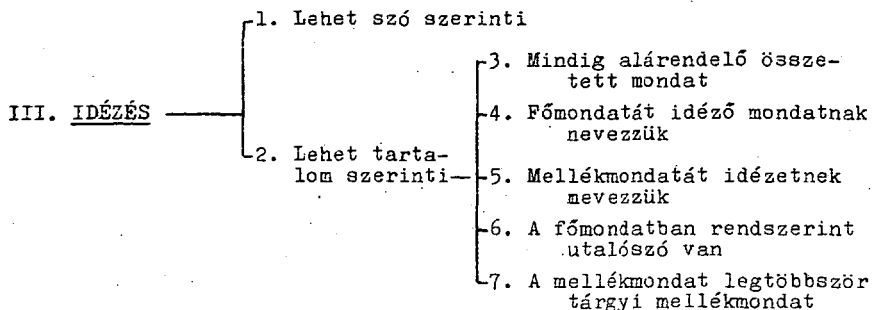 1. Lehet szó szerinti
3. Mindig alárendelő össze-
tett mondat
III. IDÉZÉS
4. Főmondatát idéző mondatnak
nevezzük
2. Lehet tarta-
lom szerinti
5. Mellékmondatát idézetnek
mevezzük
6. A főmondatban rendszerint
utalószó van
7. A mellékmondat legtöbbször
tárgyi mellékmondat